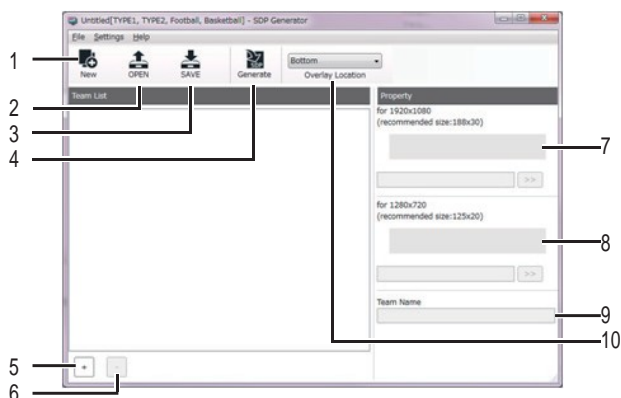 Untitled[TYPE1, TYPE2, Football, Basketball] - SDP Generator
File Settings Help
1
New
OPEN
SAVE
Generate
Bottom
Overlay Location
2
3
4
Team List
Property
for 1920x1080
(recommended size:188x30)
7
>>
for 1280x720
(recommended size:125x20)
8
>>
Team Name
9
10
5
+
-
6